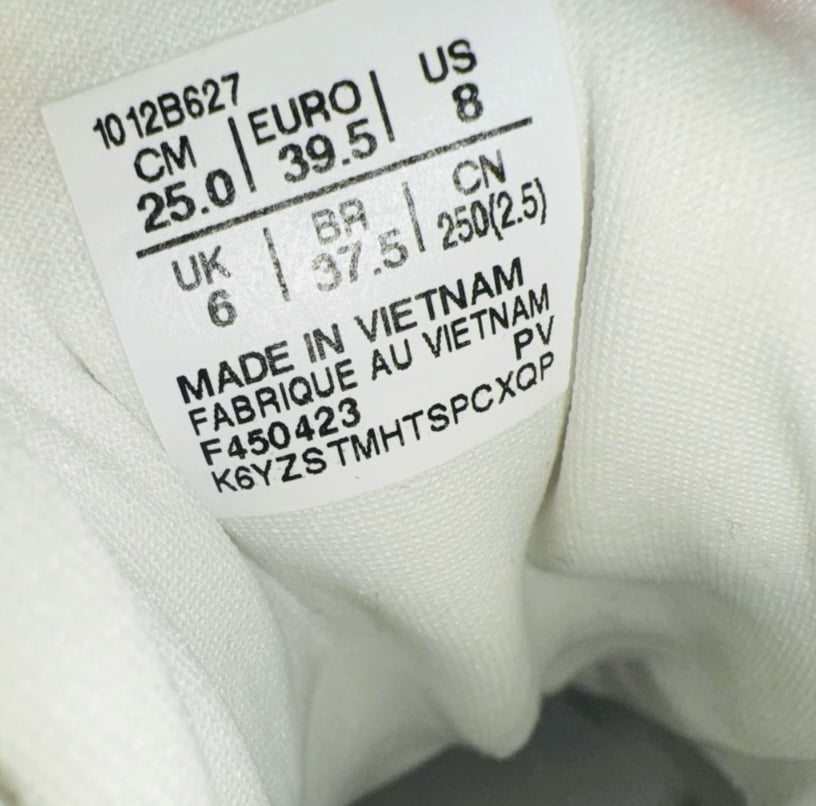 1012B627
CM | EURO | US
25.0 | 39.5 | 8
UK | BR | CN
6 | 37.5 | 250(2.5)
MADE IN VIETNAM
FABRIQUE AU VIETNAM
PV
F450423
K6YZSTMHTSPCXQP